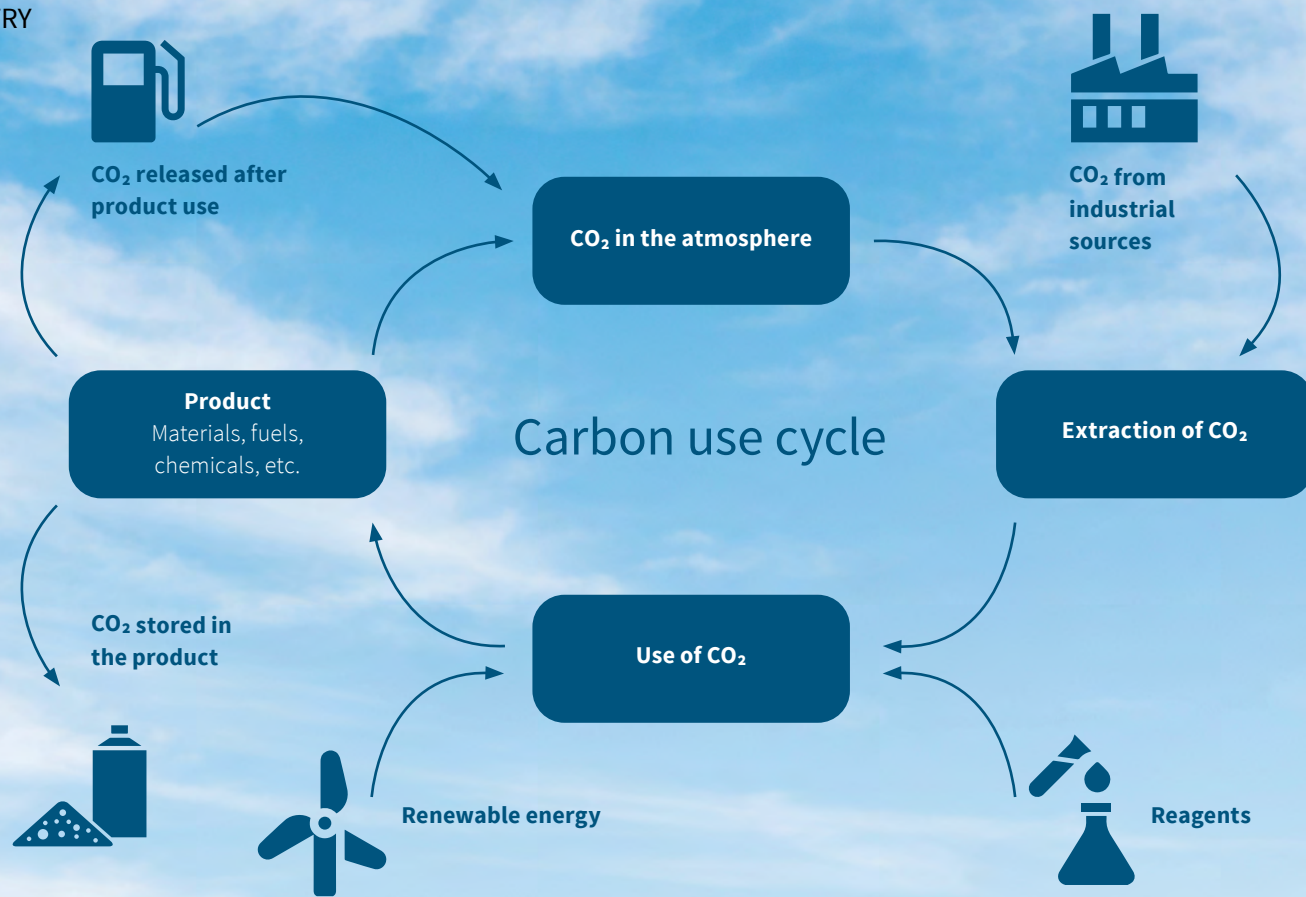 RY
CO₂ released after
product use
CO₂ in the atmosphere
CO₂ from
industrial
sources
Product
Materials, fuels,
chemicals, etc.
Carbon use cycle
Extraction of CO₂
CO₂ stored in
the product
Use of CO₂
Renewable energy
Reagents